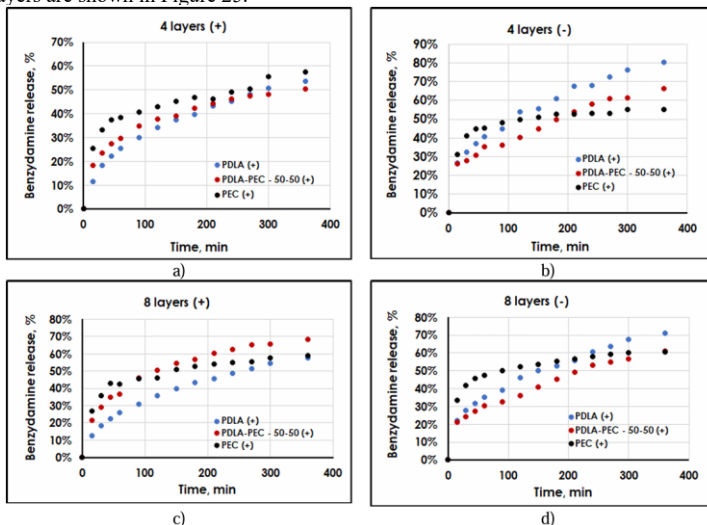 ayers are shown in Figure 25.
4 layers (+)
Benzydamine release, %
70%
60%
50%
40%
30%
20%
10%
0%
PDLA (+)
PDLA-PEC - 50-50 (+)
PEC (+)
0 100 200 300 400
Time, min
a)
4 layers (-)
Benzydamine release, %
90%
80%
70%
60%
50%
40%
30%
20%
10%
0%
PDLA (+)
PDLA-PEC - 50-50 (+)
PEC (+)
0 100 200 300 400
Time, min
b)
8 layers (+)
Benzydamine release, %
80%
70%
60%
50%
40%
30%
20%
10%
0%
PDLA (+)
PDLA-PEC - 50-50 (+)
PEC (+)
0 100 200 300 400
Time, min
c)
8 layers (-)
Benzydamine release, %
80%
70%
60%
50%
40%
30%
20%
10%
0%
PDLA (+)
PDLA-PEC - 50-50 (+)
PEC (+)
0 100 200 300 400
Time, min
d)